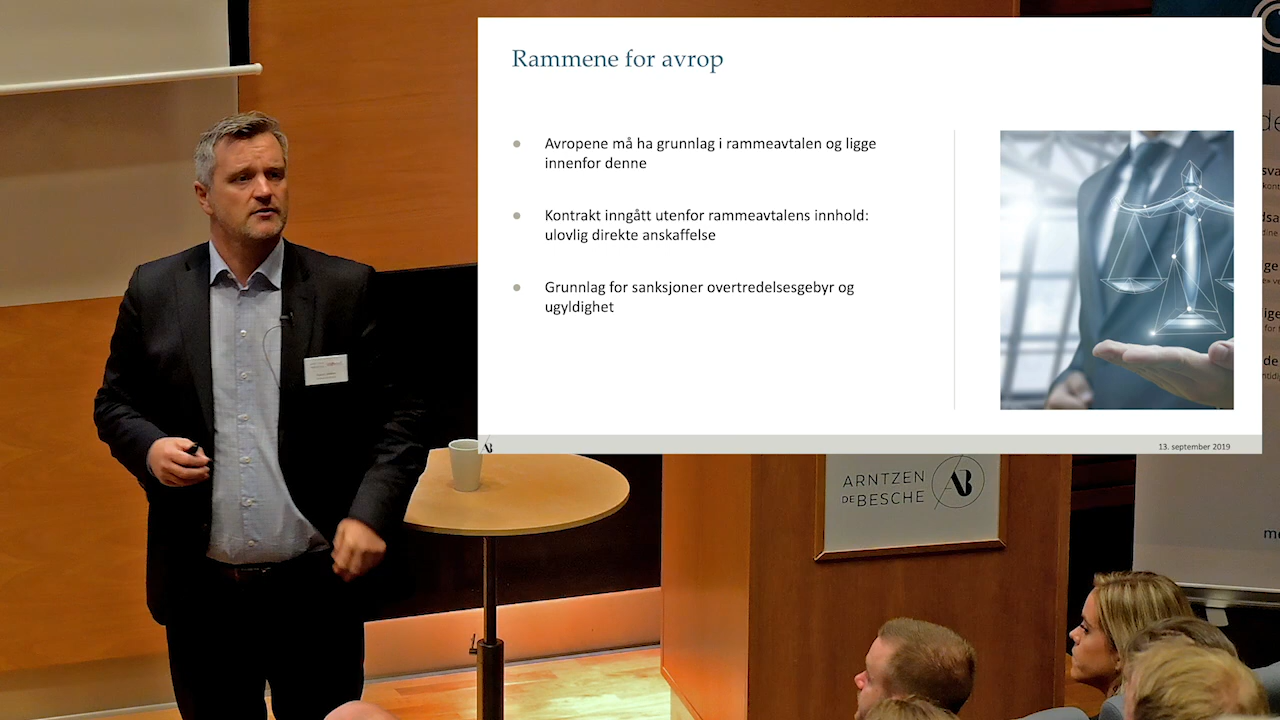 Rammene for avrop
Avropene må ha grunnlag i rammeavtalen og ligge
innenfor denne
Kontrakt inngått utenfor rammeavtalens innhold:
ulovlig direkte anskaffelse
Grunnlag for sanksjoner overtredelsesgebyr og
ugyldighet
13. september 2019
ARNTZEN
DE BESCHE